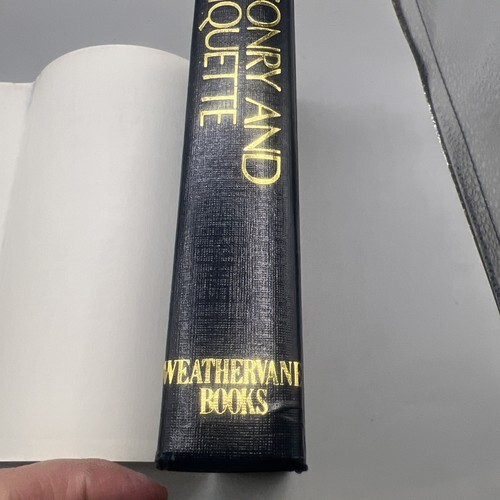 ONRY AND
QUETTE
WEATHERVANE
BOOKS